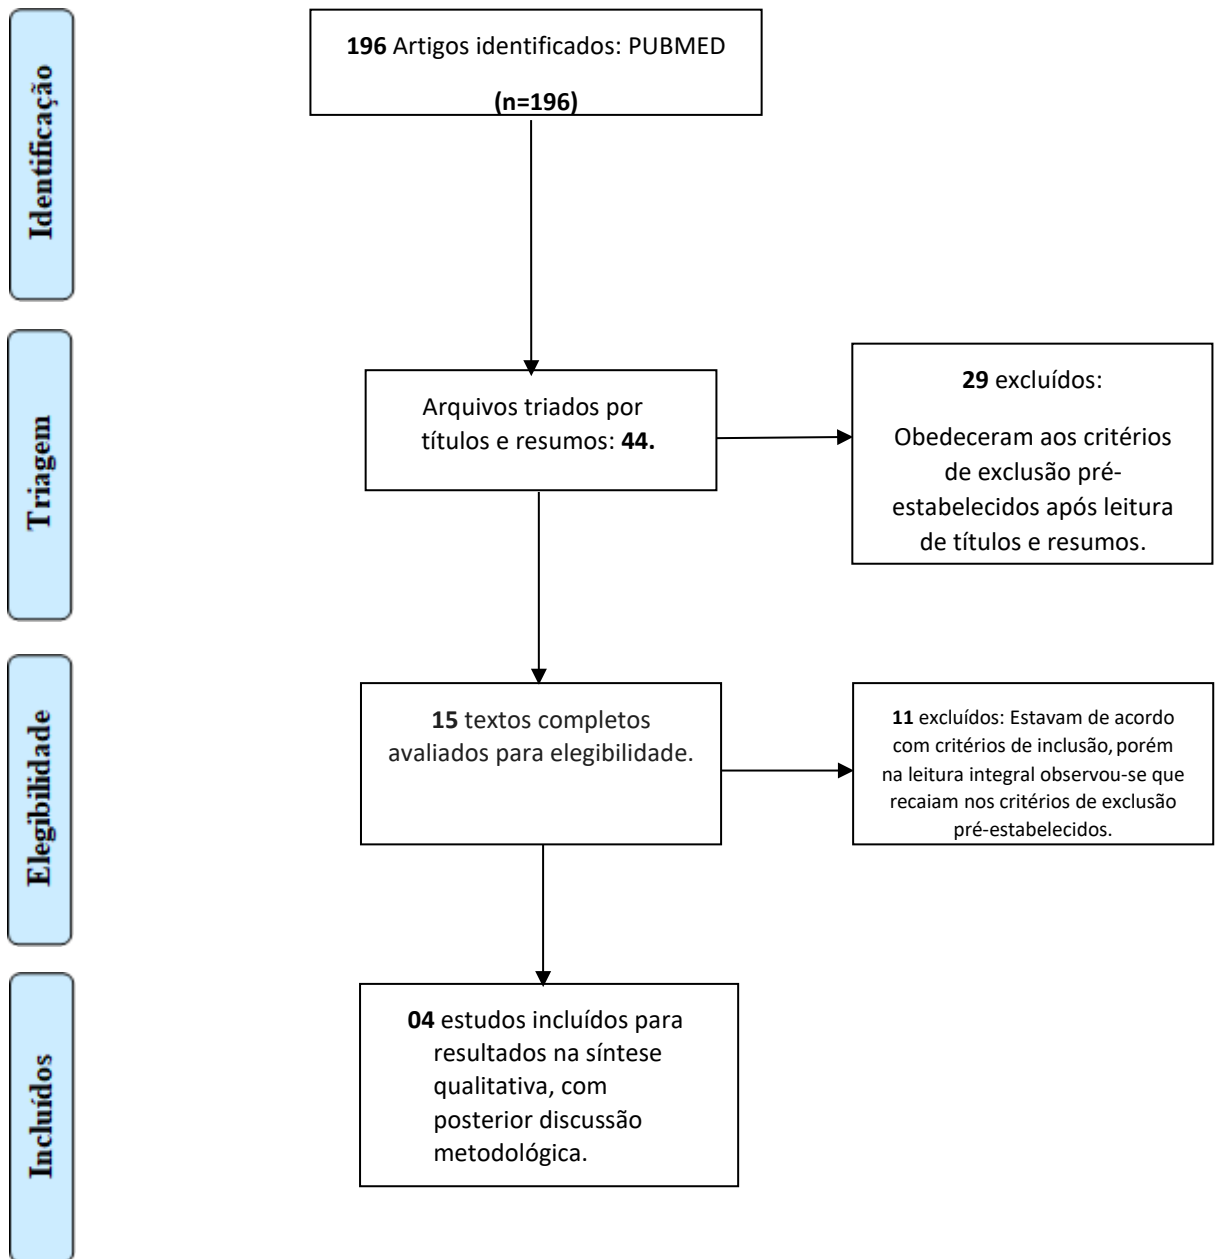 Identificação
196 Artigos identificados: PUBMED
(n=196)
Triagem
Arquivos triados por
títulos e resumos: 44.
29 excluídos:
Obedeceram aos critérios
de exclusão pré-
estabelecidos após leitura
de títulos e resumos.
Elegibilidade
15 textos completos
avaliados para elegibilidade.
11 excluídos: Estavam de acordo
com critérios de inclusão, porém
na leitura integral observou-se que
recaiam nos critérios de exclusão
pré-estabelecidos.
Incluídos
04 estudos incluídos para
resultados na síntese
qualitativa, com
posterior discussão
metodológica.